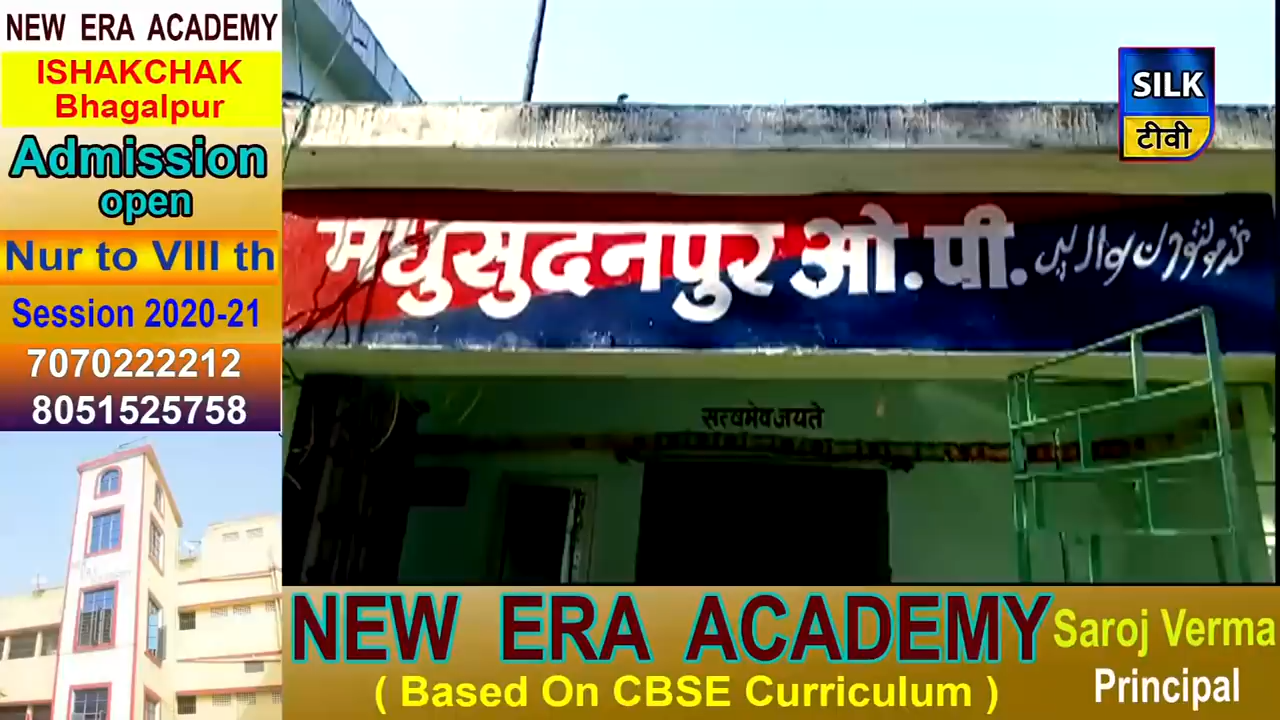 NEW ERA ACADEMY
ISHAKCHAK
Bhagalpur
Admission
open
Nur to VIII th
Session 2020-21
7070222212
8051525758
SILK
टीवी
मधुसुदनपुर ओ.पी.
सत्यमेव जयते
NEW ERA ACADEMY
( Based On CBSE Curriculum )
Saroj Verma
Principal